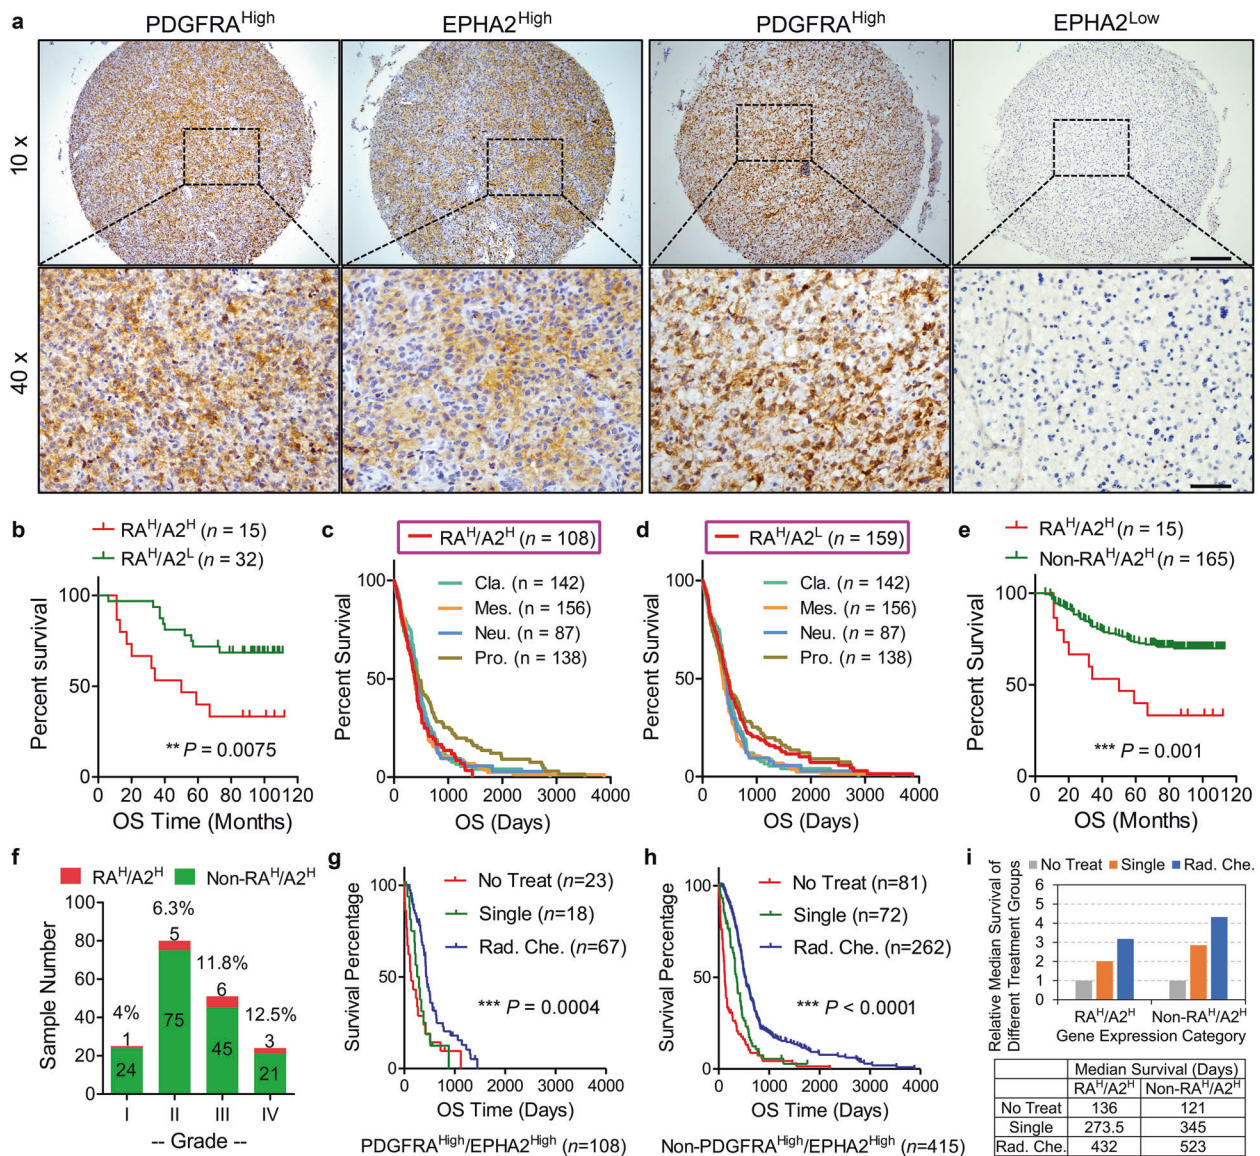 a
PDGFRA^High EPHA2^High PDGFRA^High EPHA2^Low
10 x
40 x
b
RA^H/A2^H (n = 15)
RA^H/A2^L (n = 32)
Percent survival
100
50
0
** P = 0.0075
0 20 40 60 80 100 120
OS Time (Months)
c
RA^H/A2^H (n = 108)
Cla. (n = 142)
Mes. (n = 156)
Neu. (n = 87)
Pro. (n = 138)
Percent Survival
100
50
0
0 1000 2000 3000 4000
OS (Days)
d
RA^H/A2^L (n = 159)
Cla. (n = 142)
Mes. (n = 156)
Neu. (n = 87)
Pro. (n = 138)
Percent Survival
100
50
0
0 1000 2000 3000 4000
OS (Days)
e
RA^H/A2^H (n = 15)
Non-RA^H/A2^H (n = 165)
Percent Survival
100
50
0
*** P = 0.001
0 20 40 60 80 100 120
OS (Months)
f
RA^H/A2^H Non-RA^H/A2^H
Sample Number
100
80
60
40
20
0
4% 6.3% 11.8% 12.5%
1 5 6 3
24 75 45 21
I II III IV
-- Grade --
g
No Treat (n=23)
Single (n=18)
Rad. Che. (n=67)
Survival Percentage
100
50
0
*** P = 0.0004
0 1000 2000 3000 4000
OS Time (Days)
PDGFRA^High/EPHA2^High (n=108)
h
No Treat (n=81)
Single (n=72)
Rad. Che. (n=262)
Survival Percentage
100
50
0
*** P < 0.0001
0 1000 2000 3000 4000
OS Time (Days)
Non-PDGFRA^High/EPHA2^High (n=415)
i
No Treat Single Rad. Che.
Relative Median Survival of
Different Treatment Groups
6
5
4
3
2
1
0
RA^H/A2^H Non-RA^H/A2^H
Gene Expression Category
Median Survival (Days)
RA^H/A2^H Non-RA^H/A2^H
No Treat 136 121
Single 273.5 345
Rad. Che. 432 523